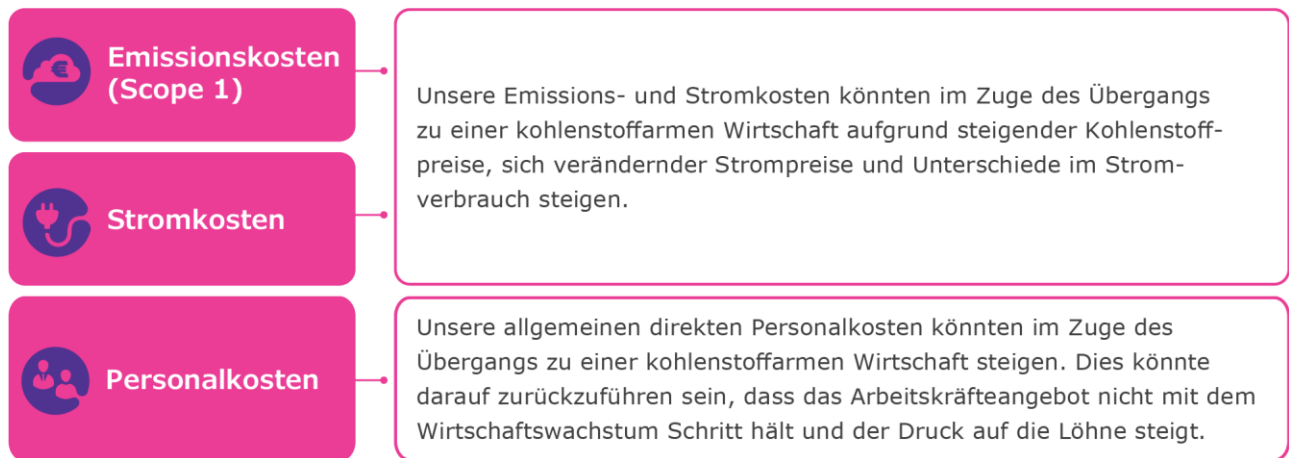 Emissionskosten
(Scope 1)
Unsere Emissions- und Stromkosten könnten im Zuge des Übergangs
zu einer kohlenstoffarmen Wirtschaft aufgrund steigender Kohlenstoff-
preise, sich verändernder Strompreise und Unterschiede im Strom-
verbrauch steigen.
Stromkosten
Personalkosten
Unsere allgemeinen direkten Personalkosten könnten im Zuge des
Übergangs zu einer kohlenstoffarmen Wirtschaft steigen. Dies könnte
darauf zurückzuführen sein, dass das Arbeitskräfteangebot nicht mit dem
Wirtschaftswachstum Schritt hält und der Druck auf die Löhne steigt.